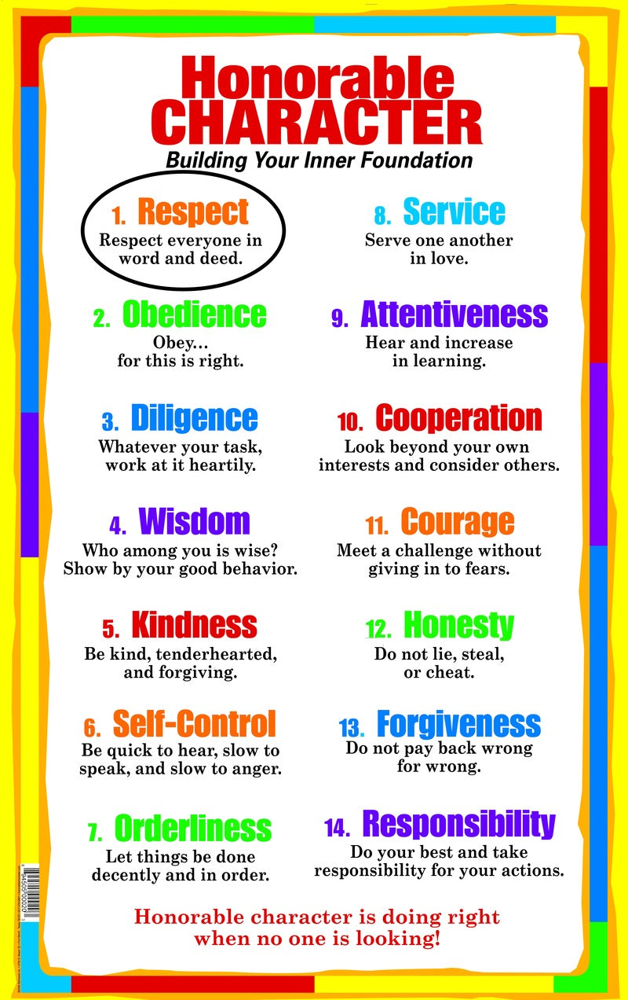 Honorable
CHARACTER
Building Your Inner Foundation
1. Respect
Respect everyone in
word and deed.
2. Obedience
Obey...
for this is right.
3. Diligence
Whatever your task,
work at it heartily.
4. Wisdom
Who among you is wise?
Show by your good behavior.
5. Kindness
Be kind, tenderhearted,
and forgiving.
6. Self-Control
Be quick to hear, slow to
speak, and slow to anger.
7. Orderliness
Let things be done
decently and in order.
8. Service
Serve one another
in love.
9. Attentiveness
Hear and increase
in learning.
10. Cooperation
Look beyond your own
interests and consider others.
11. Courage
Meet a challenge without
giving in to fears.
12. Honesty
Do not lie, steal,
or cheat.
13. Forgiveness
Do not pay back wrong
for wrong.
14. Responsibility
Do your best and take
responsibility for your actions.
Honorable character is doing right
when no one is looking!